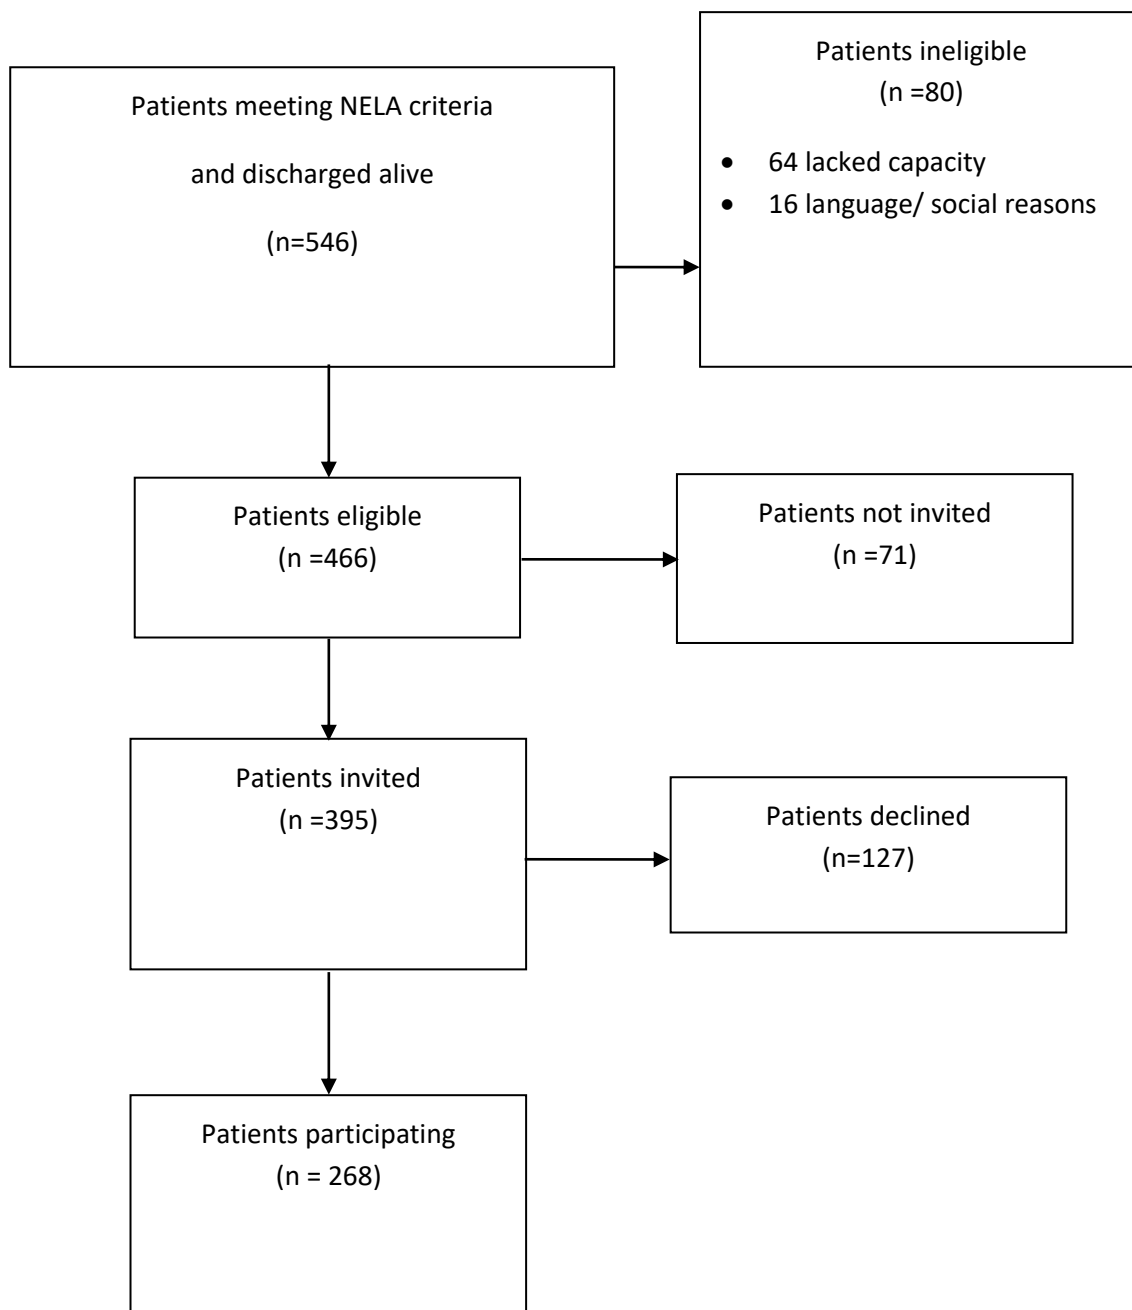 Patients meeting NELA criteria
and discharged alive
(n=546)
Patients ineligible
(n =80)
• 64 lacked capacity
• 16 language/ social reasons
Patients eligible
(n =466)
Patients not invited
(n =71)
Patients invited
(n =395)
Patients declined
(n=127)
Patients participating
(n = 268)